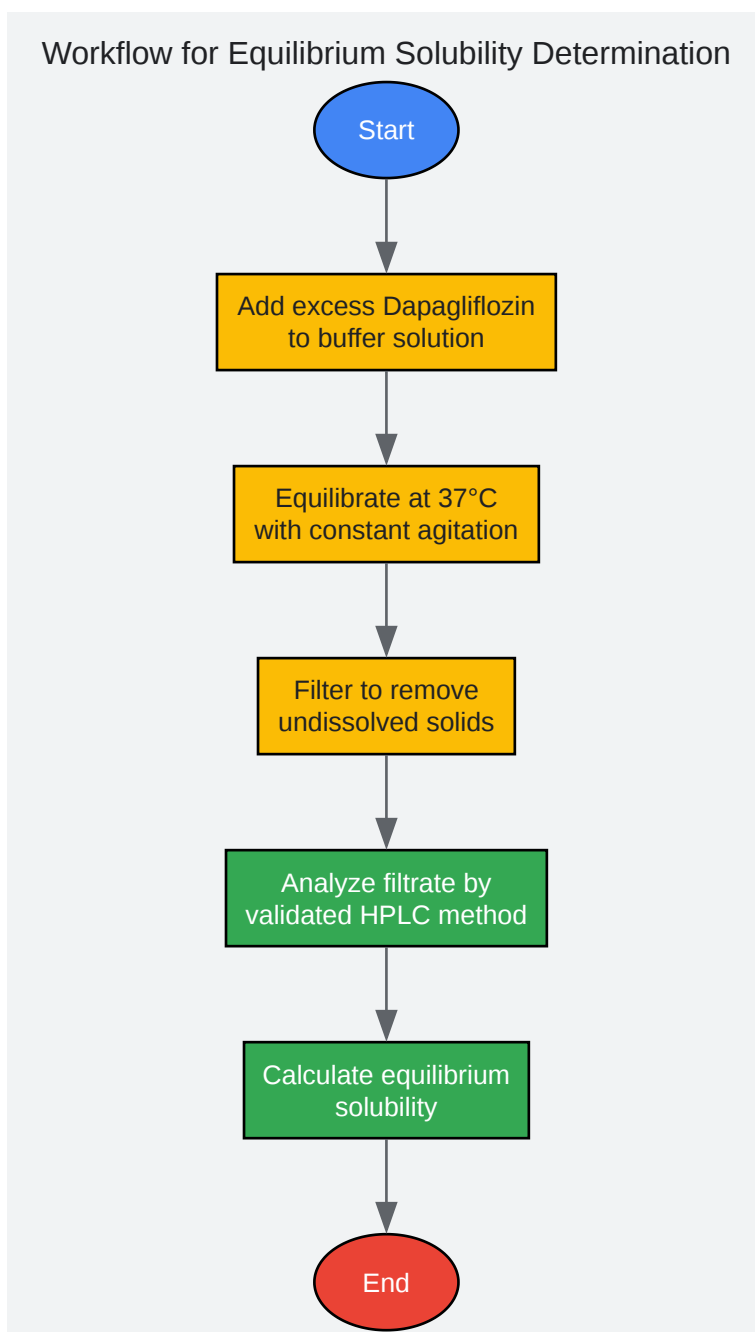 Workflow for Equilibrium Solubility Determination
Start
Add excess Dapagliflozin
to buffer solution
Equilibrate at 37°C
with constant agitation
Filter to remove
undissolved solids
Analyze filtrate by
validated HPLC method
Calculate equilibrium
solubility
End